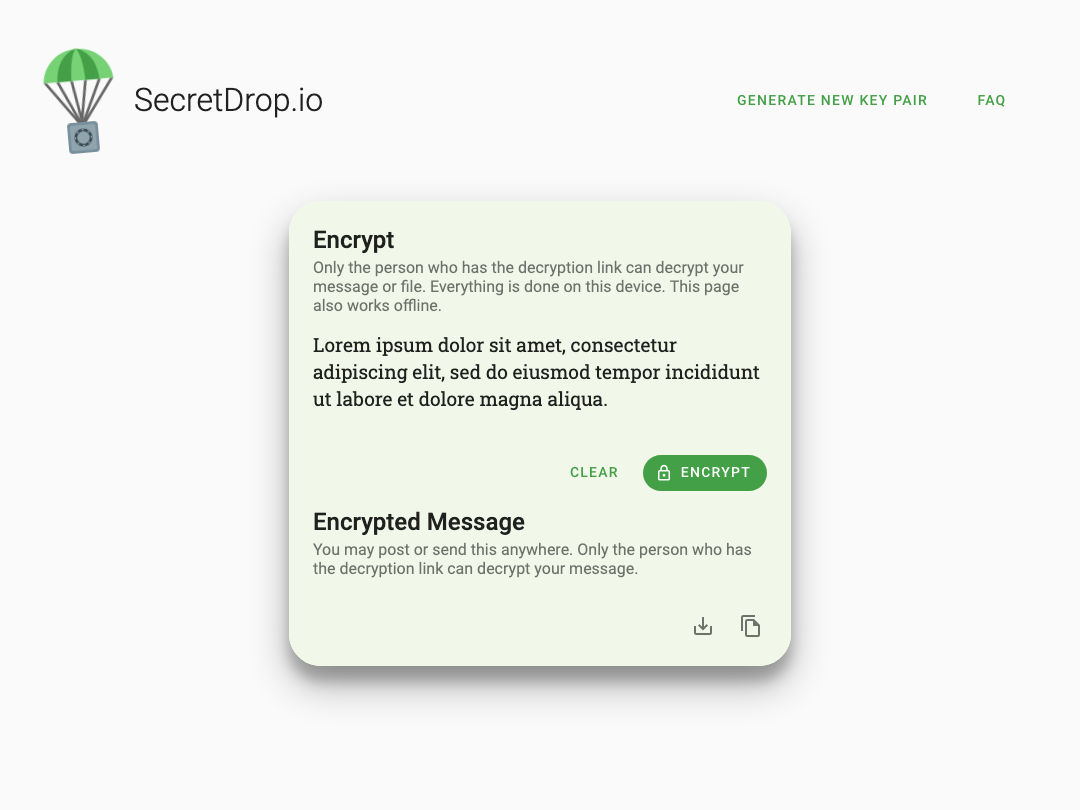 SecretDrop.io
GENERATE NEW KEY PAIR
FAQ
Encrypt
Only the person who has the decryption link can decrypt your
message or file. Everything is done on this device. This page
also works offline.
Lorem ipsum dolor sit amet, consectetur
adipiscing elit, sed do eiusmod tempor incididunt
ut labore et dolore magna aliqua.
CLEAR
ENCRYPT
Encrypted Message
You may post or send this anywhere. Only the person who has
the decryption link can decrypt your message.